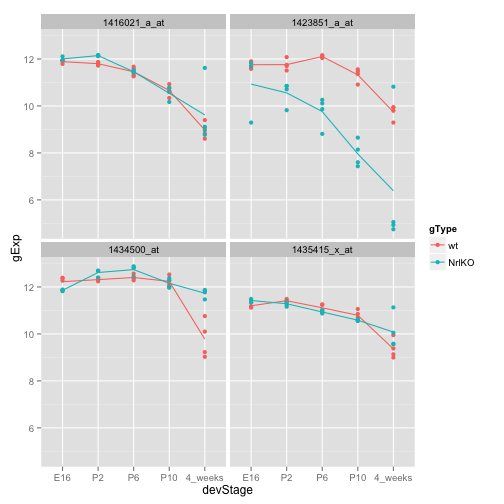 1416021_a_at 1423851_a_at
12
10
8
6
gExp
gType
wt
NrlKO
1434500_at 1435415_x_at
12
10
8
6
E16 P2 P6 P10 4_weeks E16 P2 P6 P10 4_weeks
devStage